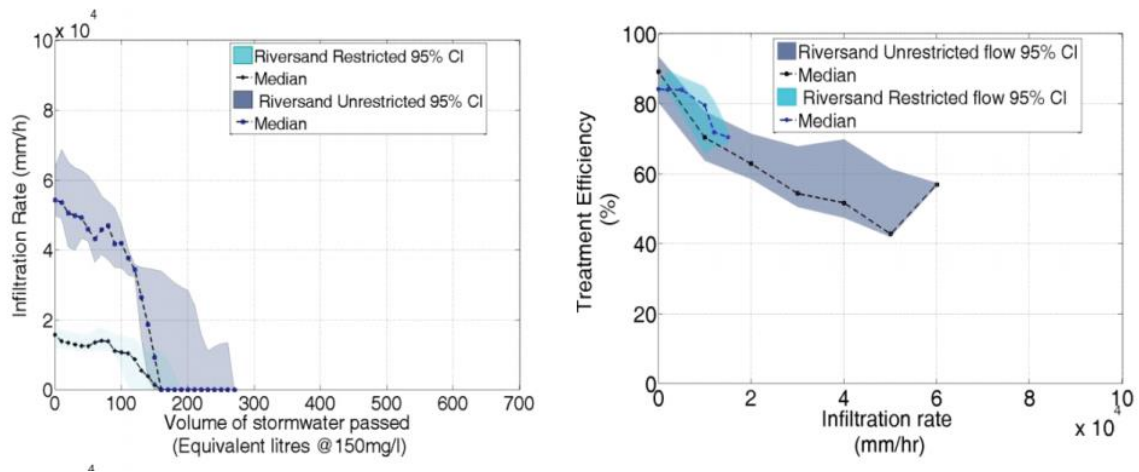 x 10 4
10
8
6
4
2
0
Infiltration Rate (mm/h)
Riversand Restricted 95% CI
Median
Riversand Unrestricted 95% CI
Median
0 100 200 300 400 500 600 700
Volume of stormwater passed
(Equivalent litres @150mg/l)
4
100
80
60
40
20
0
Treatment Efficiency
(%)
Riversand Unrestricted flow 95% CI
Median
Riversand Restricted flow 95% CI
Median
0 2 4 6 8 10
Infiltration rate
(mm/hr)
x 10 4